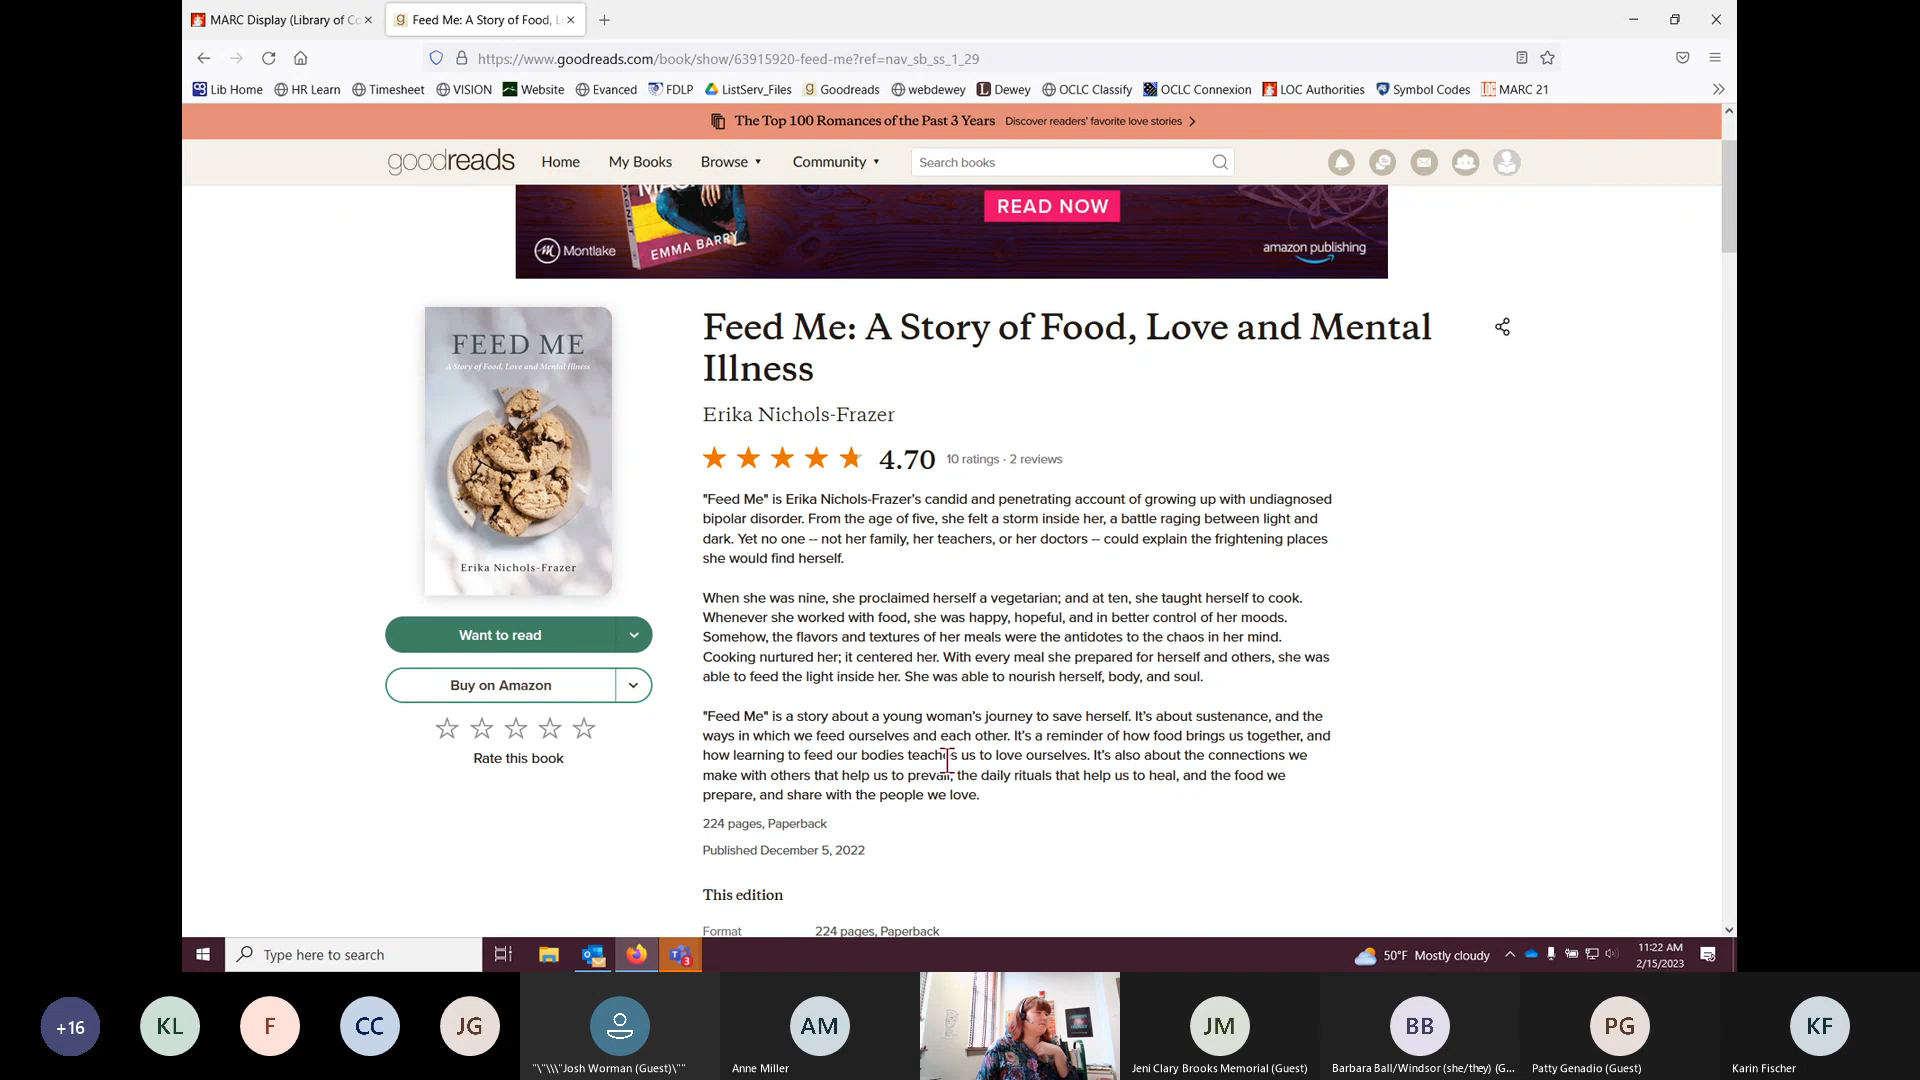 MARC Display (Library of Co
Feed Me: A Story of Food, L
https://www.goodreads.com/book/show/63915920-feed-me?ref=nav_sb_ss_1_29
Lib Home HR Learn Timesheet VISION Website Evanced FDLP ListServ_Files Goodreads webdewey Dewey OCLC Classify OCLC Connexion LOC Authorities Symbol Codes MARC 21
The Top 100 Romances of the Past 3 Years Discover readers' favorite love stories
goodreads Home My Books Browse Community Search books
READ NOW
EMMA BARRY
Montlake
amazon publishing
FEED ME
A Story of Food, Love and Mental Illness
Erika Nichols-Frazer
Want to read
Buy on Amazon
Rate this book
Feed Me: A Story of Food, Love and Mental
Illness
Erika Nichols-Frazer
4.70 10 ratings · 2 reviews
"Feed Me" is Erika Nichols-Frazer's candid and penetrating account of growing up with undiagnosed
bipolar disorder. From the age of five, she felt a storm inside her, a battle raging between light and
dark. Yet no one -- not her family, her teachers, or her doctors -- could explain the frightening places
she would find herself.
When she was nine, she proclaimed herself a vegetarian; and at ten, she taught herself to cook.
Whenever she worked with food, she was happy, hopeful, and in better control of her moods.
Somehow, the flavors and textures of her meals were the antidotes to the chaos in her mind.
Cooking nurtured her; it centered her. With every meal she prepared for herself and others, she was
able to feed the light inside her. She was able to nourish herself, body, and soul.
"Feed Me" is a story about a young woman's journey to save herself. It's about sustenance, and the
ways in which we feed ourselves and each other. It's a reminder of how food brings us together, and
how learning to feed our bodies teaches us to love ourselves. It's also about the connections we
make with others that help us to prevail, the daily rituals that help us to heal, and the food we
prepare, and share with the people we love.
224 pages, Paperback
Published December 5, 2022
This edition
Format 224 pages, Paperback
Type here to search
3
50°F Mostly cloudy
11:22 AM
2/15/2023
+16 KL F CC JG AM JM BB PG KF
"\"\\\"Josh Worman (Guest)\"" Anne Miller Jeni Clary Brooks Memorial (Guest) Barbara Ball/Windsor (she/they) (G... Patty Genadio (Guest) Karin Fischer